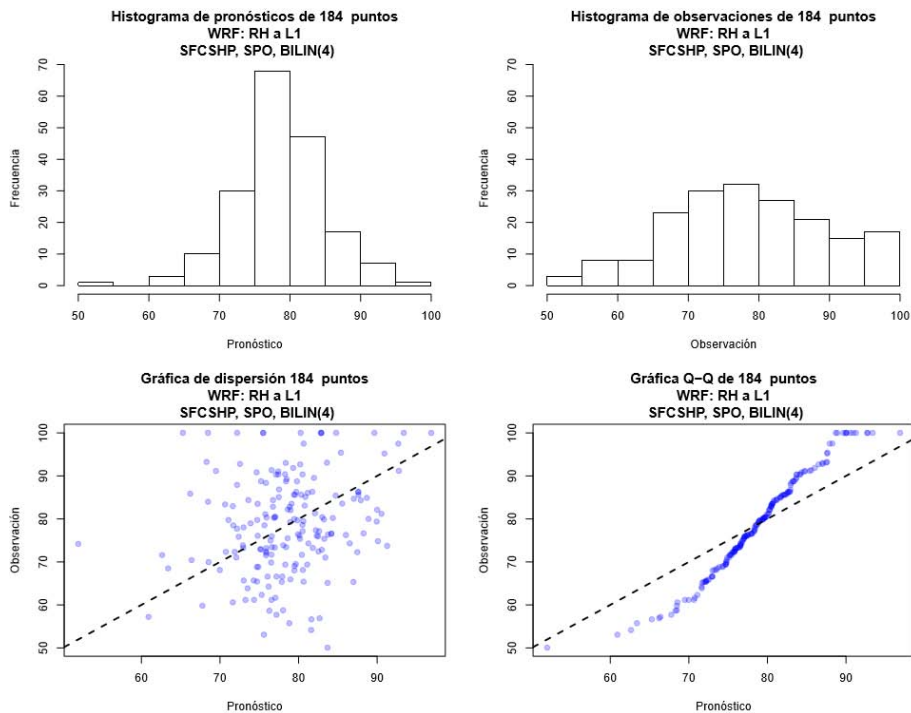 Histograma de pronósticos de 184 puntos
WRF: RH a L1
SFCSHP, SPO, BILIN(4)
Frecuencia
0
10
20
30
40
50
60
70
50
60
70
80
90
100
Pronóstico
Histograma de observaciones de 184 puntos
WRF: RH a L1
SFCSHP, SPO, BILIN(4)
Frecuencia
0
10
20
30
40
50
60
70
50
60
70
80
90
100
Observación
Gráfica de dispersión 184 puntos
WRF: RH a L1
SFCSHP, SPO, BILIN(4)
Observación
50
60
70
80
90
100
60
70
80
90
Pronóstico
Gráfica Q−Q de 184 puntos
WRF: RH a L1
SFCSHP, SPO, BILIN(4)
Observación
50
60
70
80
90
100
60
70
80
90
Pronóstico